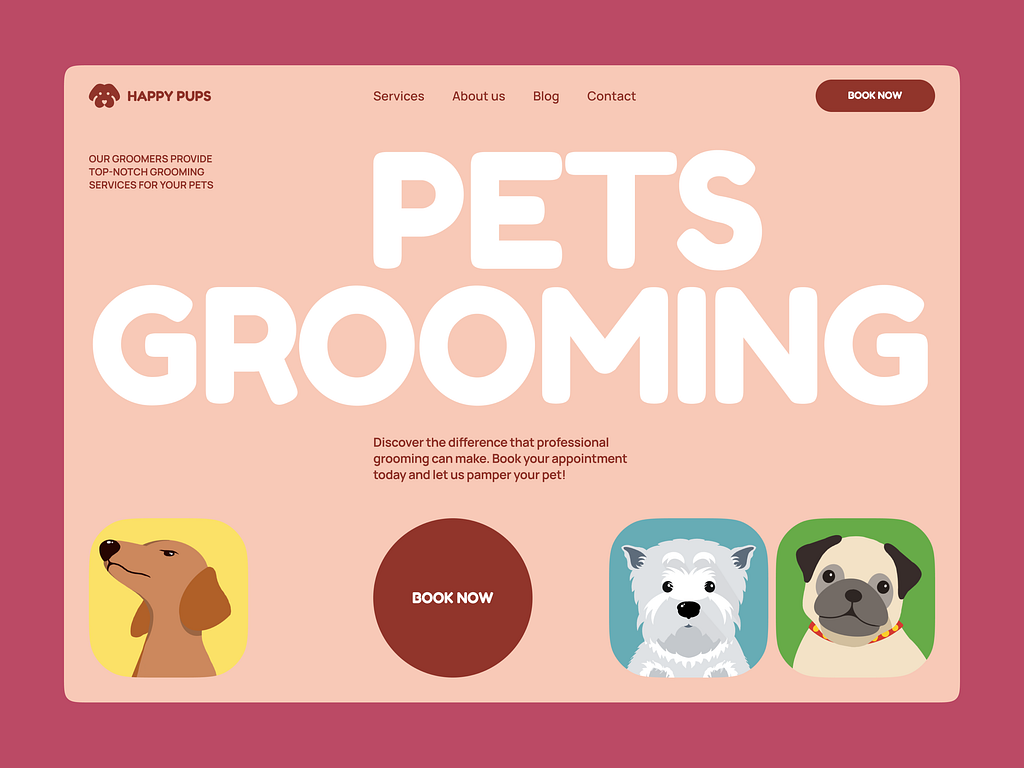 HAPPY PUPS
Services
About us
Blog
Contact
BOOK NOW
OUR GROOMERS PROVIDE
TOP-NOTCH GROOMING
SERVICES FOR YOUR PETS
PETS
GROOMING
Discover the difference that professional
grooming can make. Book your appointment
today and let us pamper your pet!
BOOK NOW